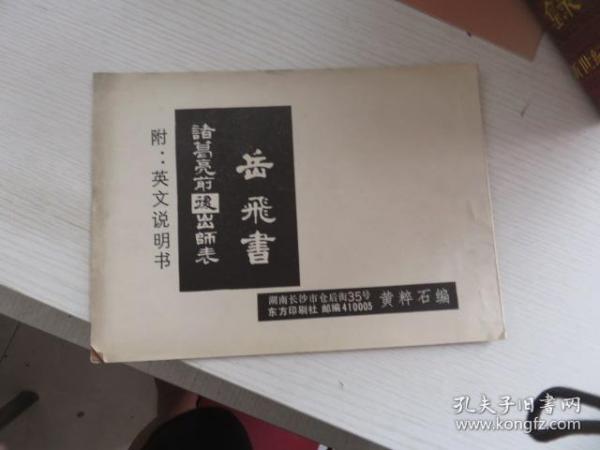 岳飛書
諸葛亮前後出師表
附：英文说明书
湖南长沙市仓后街35号
东方印刷社 邮编410005
黄粹石编
孔夫子旧书网
www.kongfz.com